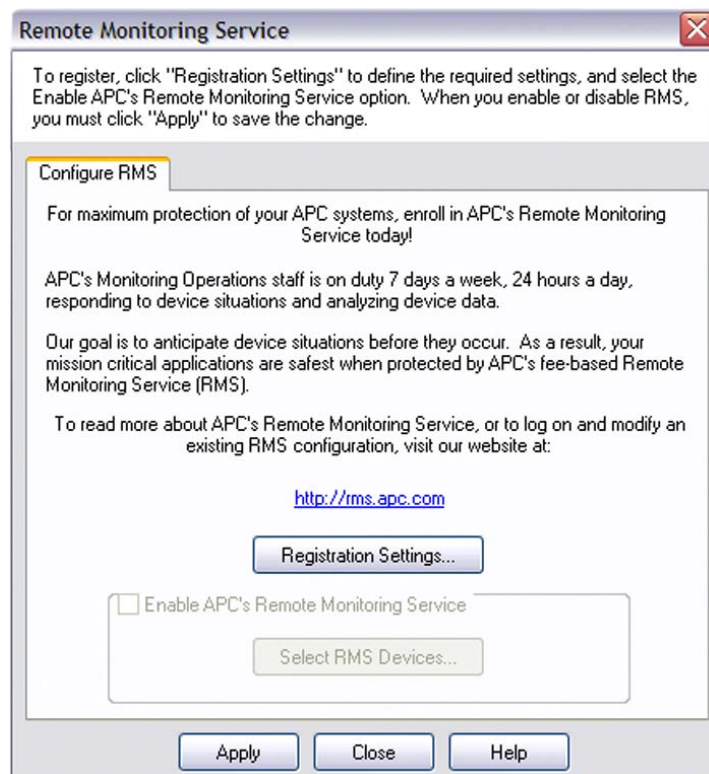 Remote Monitoring Service
To register, click "Registration Settings" to define the required settings, and select the
Enable APC's Remote Monitoring Service option. When you enable or disable RMS,
you must click "Apply" to save the change.
Configure RMS
For maximum protection of your APC systems, enroll in APC's Remote Monitoring
Service today!
APC's Monitoring Operations staff is on duty 7 days a week, 24 hours a day,
responding to device situations and analyzing device data.
Our goal is to anticipate device situations before they occur. As a result, your
mission critical applications are safest when protected by APC's fee-based Remote
Monitoring Service (RMS).
To read more about APC's Remote Monitoring Service, or to log on and modify an
existing RMS configuration, visit our website at:
http://rms.apc.com
Registration Settings...
Enable APC's Remote Monitoring Service
Select RMS Devices...
Apply Close Help